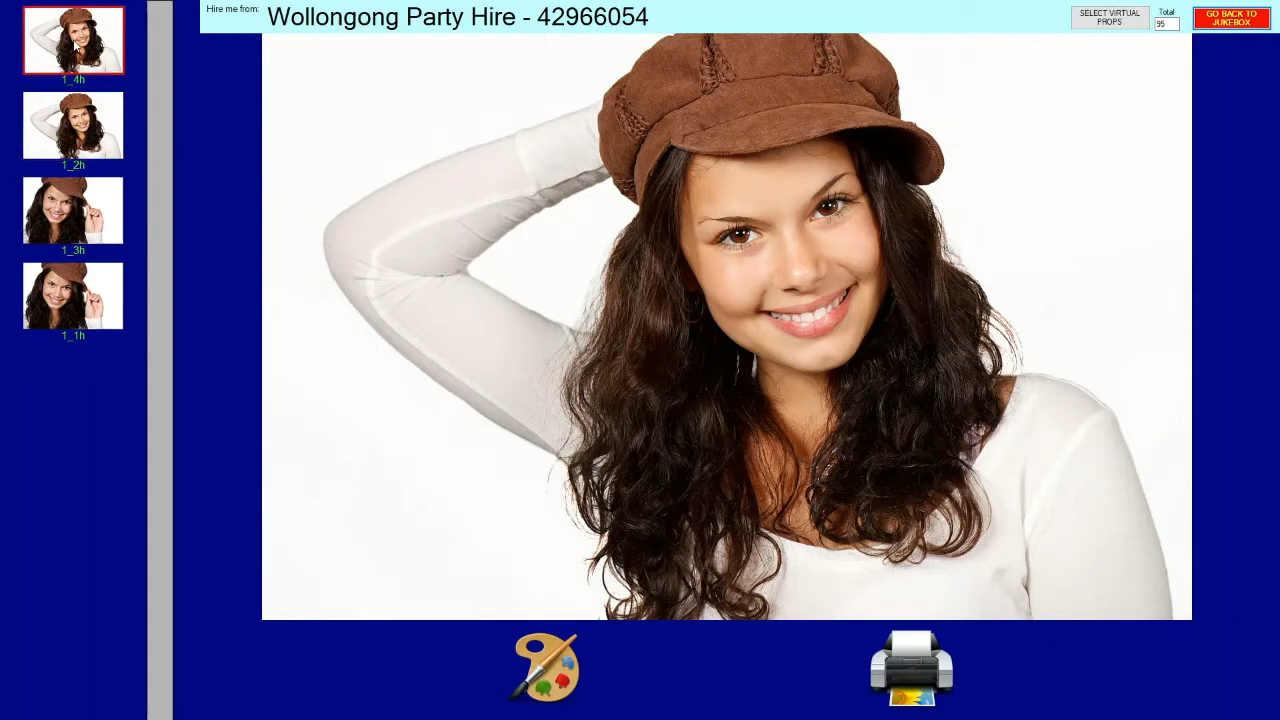 Hire me from: Wollongong Party Hire - 42966054
SELECT VIRTUAL
PROPS
Total
95
GO BACK TO
JUKEBOX
1_4h
1_2h
1_3h
1_1h